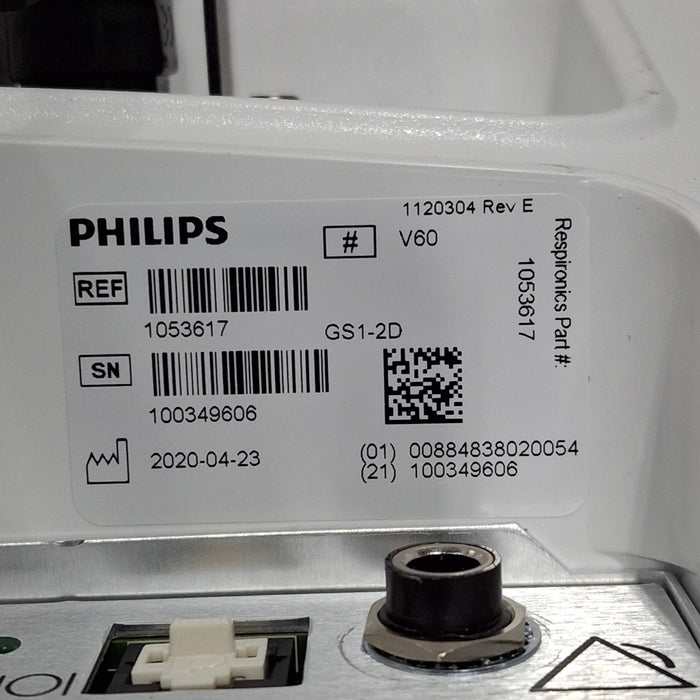 PHILIPS
1120304 Rev E
# V60
REF
1053617
GS1-2D
SN
100349606
2020-04-23
(01) 00884838020054
(21) 100349606
Respironics Part #:
1053617